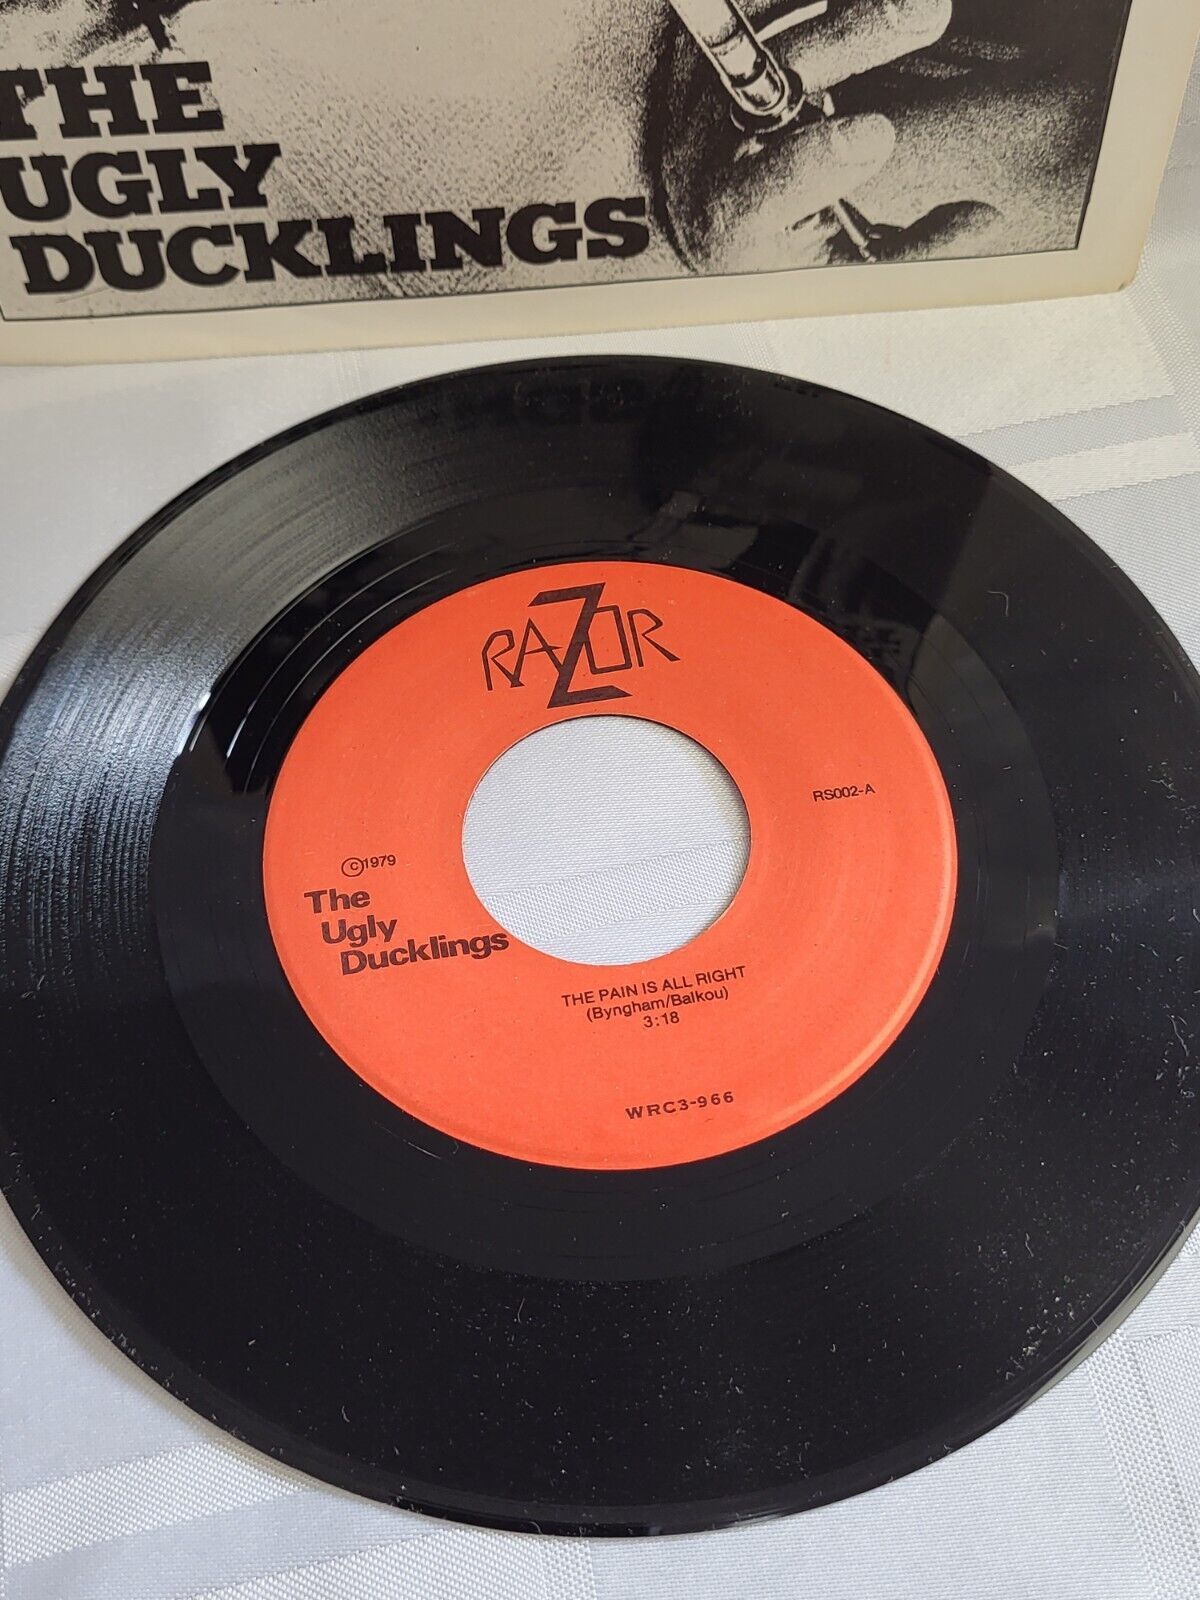 THE
UGLY
DUCKLINGS
RAZOR
RS002-A
©1979
The
Ugly
Ducklings
THE PAIN IS ALL RIGHT
(Byngham/Balkou)
3:18
WRC3-966